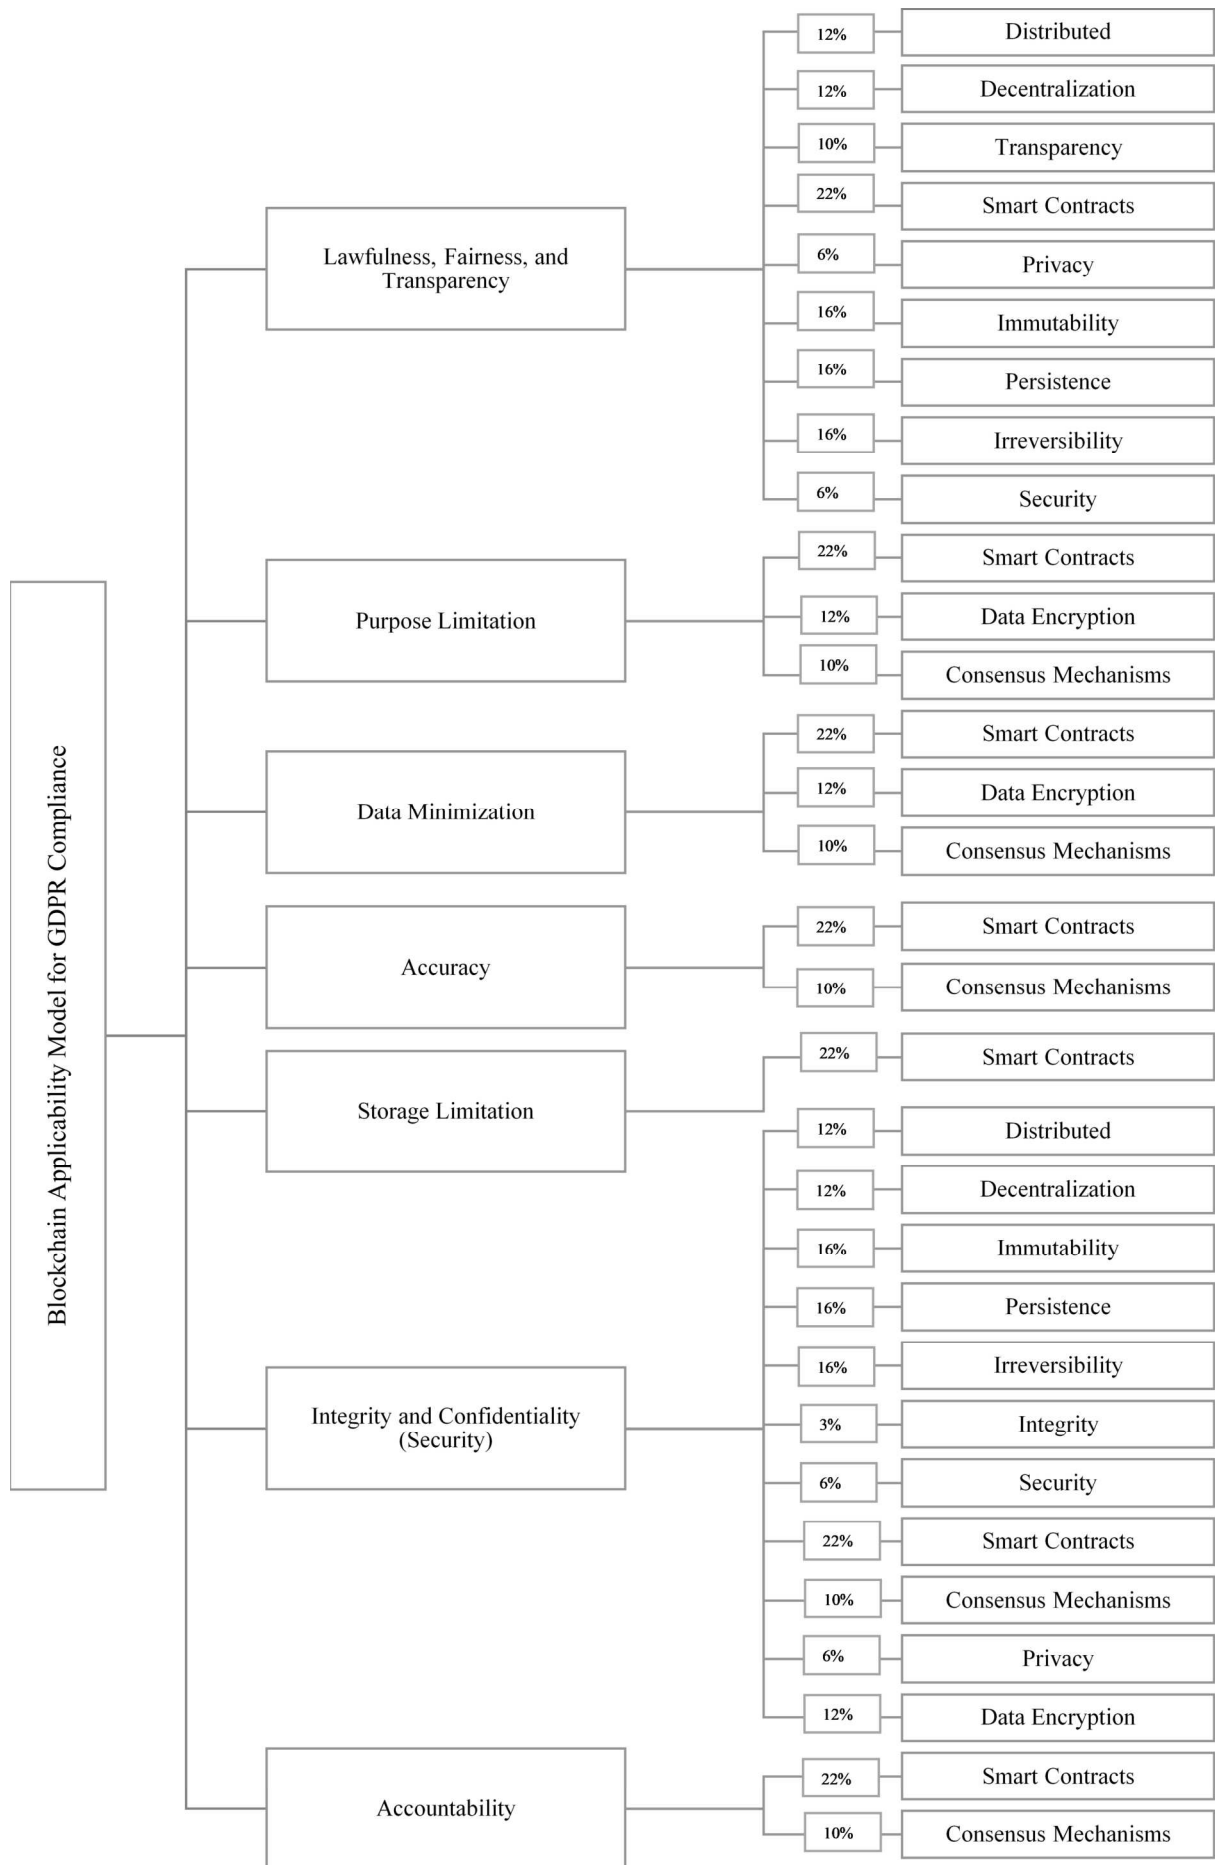 Blockchain Applicability Model for GDPR Compliance
Lawfulness, Fairness, and
Transparency
12%
Distributed
12%
Decentralization
10%
Transparency
22%
Smart Contracts
6%
Privacy
16%
Immutability
16%
Persistence
16%
Irreversibility
6%
Security
Purpose Limitation
22%
Smart Contracts
12%
Data Encryption
10%
Consensus Mechanisms
Data Minimization
22%
Smart Contracts
12%
Data Encryption
10%
Consensus Mechanisms
Accuracy
22%
Smart Contracts
10%
Consensus Mechanisms
Storage Limitation
22%
Smart Contracts
Integrity and Confidentiality
(Security)
12%
Distributed
12%
Decentralization
16%
Immutability
16%
Persistence
16%
Irreversibility
3%
Integrity
6%
Security
22%
Smart Contracts
10%
Consensus Mechanisms
6%
Privacy
12%
Data Encryption
Accountability
22%
Smart Contracts
10%
Consensus Mechanisms